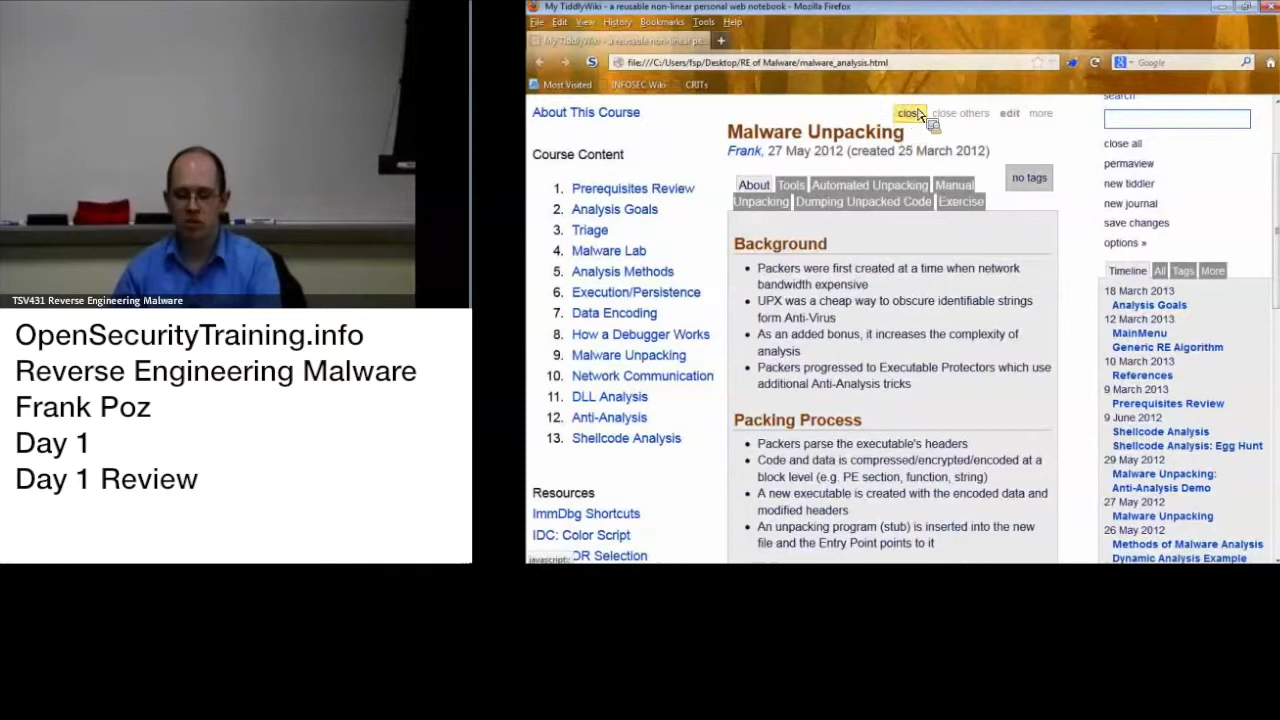 TSV431 Reverse Engineering Malware
OpenSecurityTraining.info
Reverse Engineering Malware
Frank Poz
Day 1
Day 1 Review
My TiddlyWiki - a reusable non-linear personal web notebook - Mozilla Firefox
File Edit View History Bookmarks Tools Help
My TiddlyWiki - a reusable non-linear pe...
file:///C:/Users/fsp/Desktop/RE of Malware/malware_analysis.html
Google
Most Visited INFOSEC Wiki CRITs
About This Course
Course Content
1. Prerequisites Review
2. Analysis Goals
3. Triage
4. Malware Lab
5. Analysis Methods
6. Execution/Persistence
7. Data Encoding
8. How a Debugger Works
9. Malware Unpacking
10. Network Communication
11. DLL Analysis
12. Anti-Analysis
13. Shellcode Analysis
Resources
ImmDbg Shortcuts
IDC: Color Script
OR Selection
javascript:
close others edit more
Malware Unpacking
Frank, 27 May 2012 (created 25 March 2012)
no tags
About Tools Automated Unpacking Manual
Unpacking Dumping Unpacked Code Exercise
Background
• Packers were first created at a time when network
bandwidth expensive
• UPX was a cheap way to obscure identifiable strings
form Anti-Virus
• As an added bonus, it increases the complexity of
analysis
• Packers progressed to Executable Protectors which use
additional Anti-Analysis tricks
Packing Process
• Packers parse the executable's headers
• Code and data is compressed/encrypted/encoded at a
block level (e.g. PE section, function, string)
• A new executable is created with the encoded data and
modified headers
• An unpacking program (stub) is inserted into the new
file and the Entry Point points to it
search
close all
permaview
new tiddler
new journal
save changes
options »
Timeline All Tags More
18 March 2013
Analysis Goals
12 March 2013
MainMenu
Generic RE Algorithm
10 March 2013
References
9 March 2013
Prerequisites Review
9 June 2012
Shellcode Analysis
Shellcode Analysis: Egg Hunt
29 May 2012
Malware Unpacking:
Anti-Analysis Demo
27 May 2012
Malware Unpacking
26 May 2012
Methods of Malware Analysis
Dynamic Analysis Example